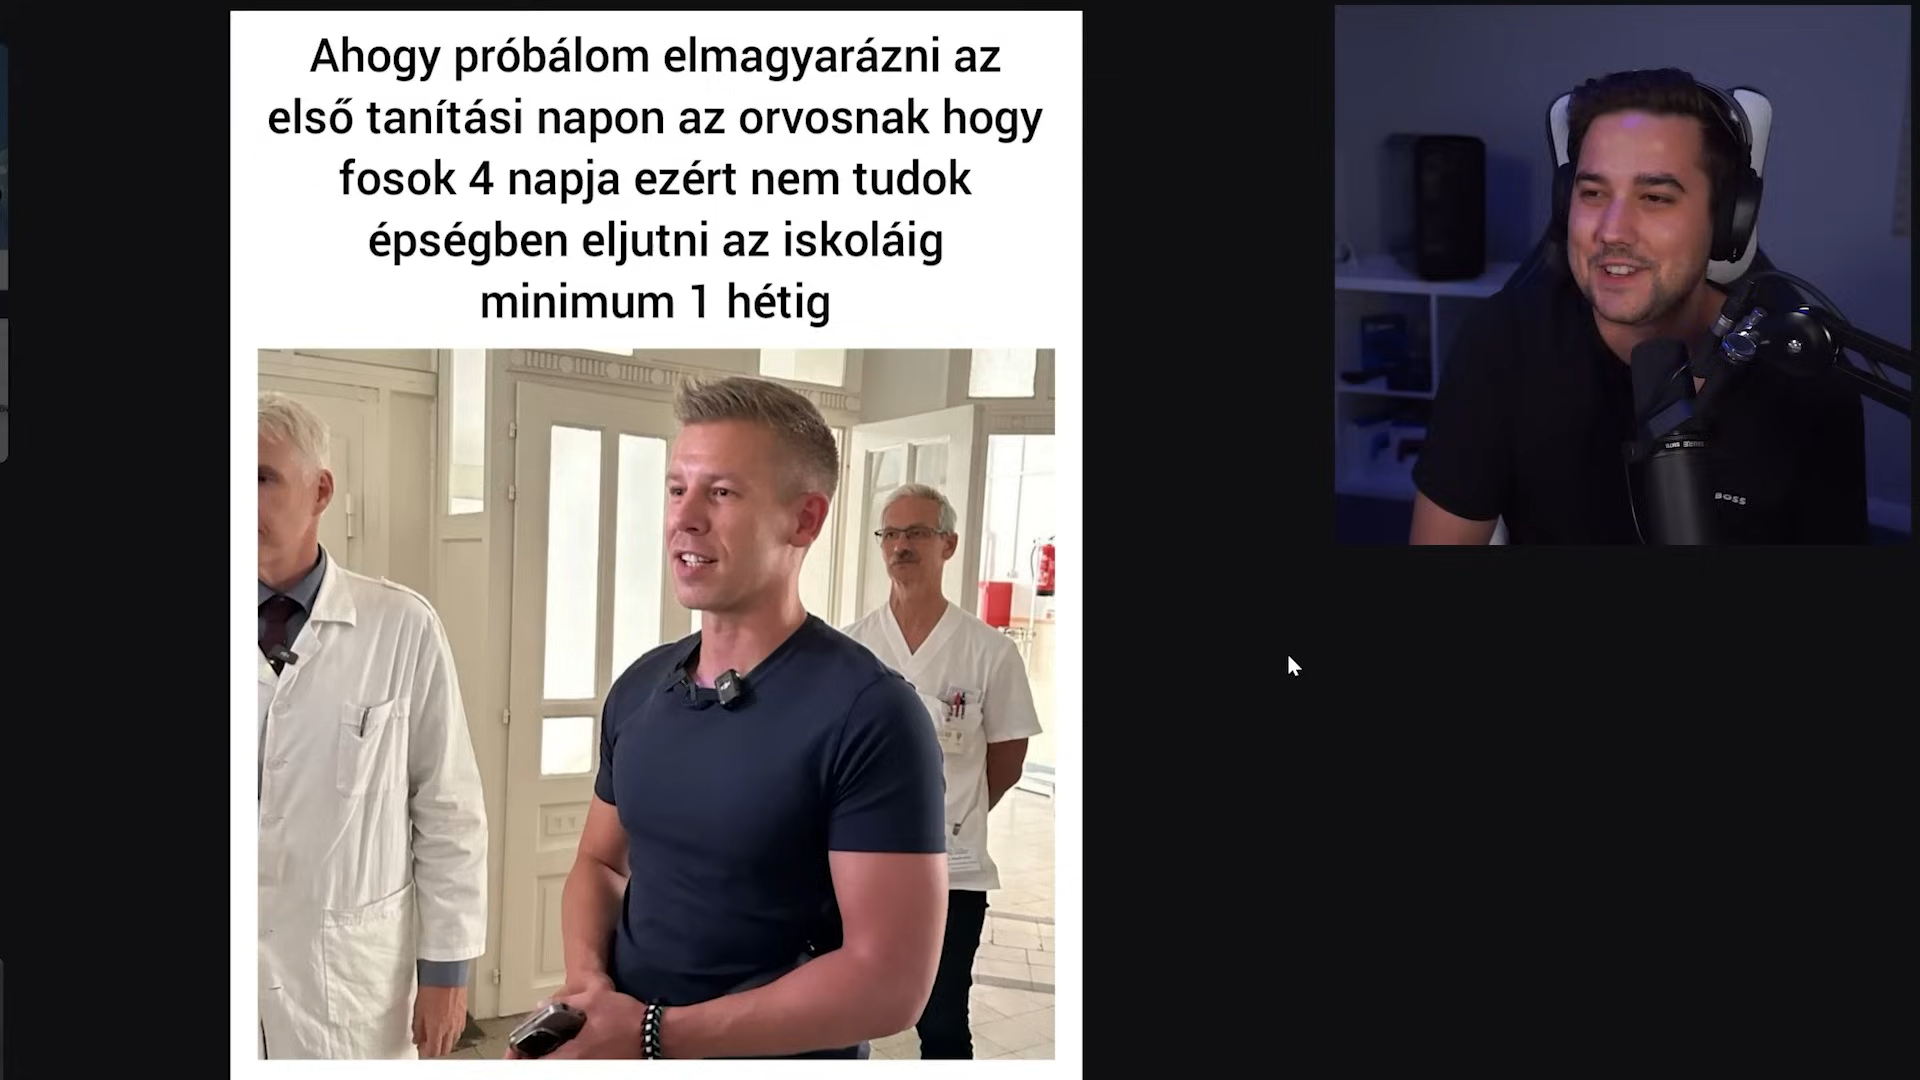 Ahogy próbálom elmagyarázni az
első tanítási napon az orvosnak hogy
fosok 4 napja ezért nem tudok
épségben eljutni az iskoláig
minimum 1 hétig
BOSS